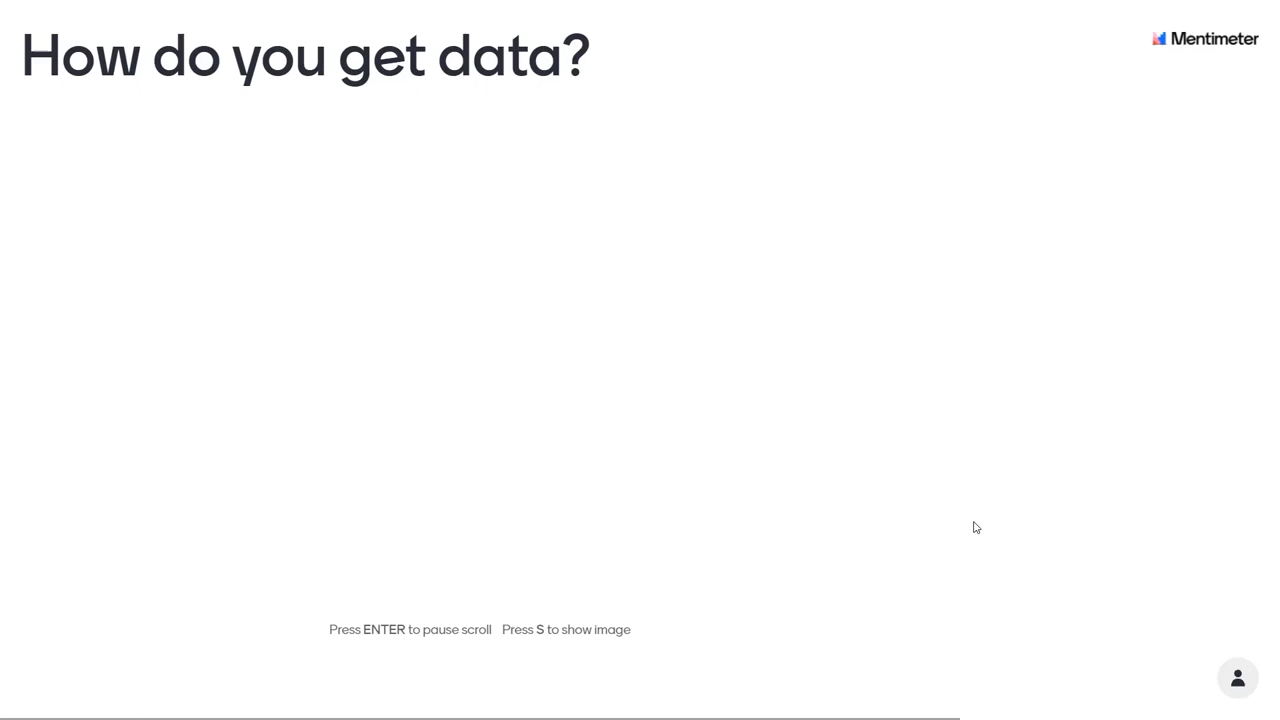 How do you get data?
Mentimeter
Press ENTER to pause scroll Press S to show image